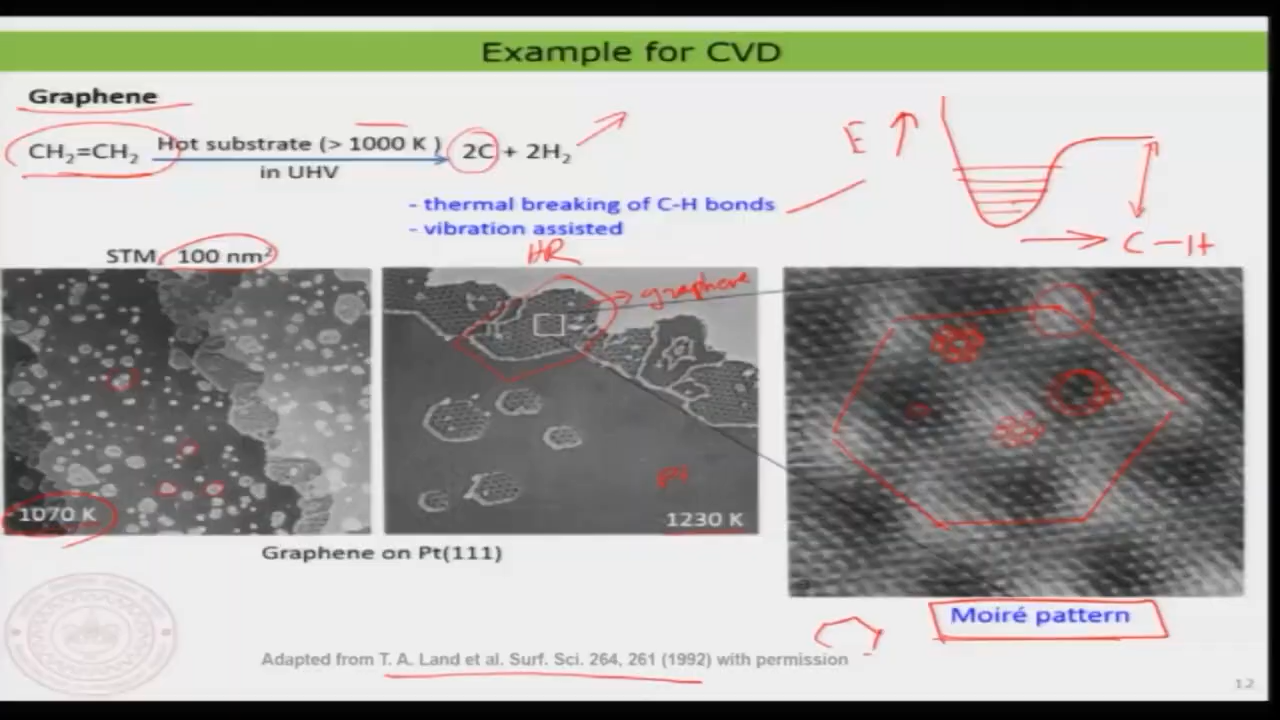 Example for CVD
Graphene
CH2=CH2 Hot substrate (> 1000 K ) 2C + 2H2
in UHV
E
- thermal breaking of C-H bonds
- vibration assisted
C-H
STM, 100 nm2
HR
graphene
1070 K
Pt
1230 K
Graphene on Pt(111)
Moiré pattern
Adapted from T. A. Land et al. Surf. Sci. 264, 261 (1992) with permission
12